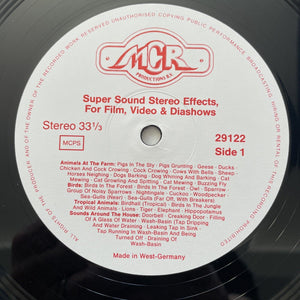 MCR
PRODUCTIONS B.V.
Super Sound Stereo Effects,
For Film, Video & Diashows
Stereo 33⅓
29122
MCPS
Side 1
Animals At the Farm: Pigs In The Sty - Pigs Grunting - Geese - Ducks
Chicken And Cock Crowing - Cock Crowing - Cows With Bells - Sheep
Horses Neighing - Dogs Barking - Dog Whining And Barking - Cat
Mewing - Cat Growling And Spitting - Cat Mewing - Buzzing Fly
Birds: Birds In The Forest - Birds In The Forest - Owl - Sparrow
Group Of Noisy Sparrows - Nightingale - Cuckoo - Woodpecker
Sea-Gulls (Near) - Sea-Gulls (Far Off, With Breakers)
Tropical Animals: Birdhall (Tropical) - Birds In The Jungle
And Wild Animals - Lions - Tiger - Elephant - Hippopotamus
Sounds Around The House: Doorbell - Creaking Door - Filling
Of A Water Glass - Wash-Basin (Tap Dripping
And Water Draining - Leaking Tap In Sink
Tap Running In Wash-Basin And Being
Turned Off - Draining Of
Wash-Basin
Made in West-Germany
ALL RIGHTS OF THE PRODUCER, AND OF THE OWNER OF THE RECORDED WORK RESERVED. UNAUTHORISED COPYING, PUBLIC PERFORMANCE, BROADCASTING, HIRING OR RENTAL OF THIS RECORDING PROHIBITED